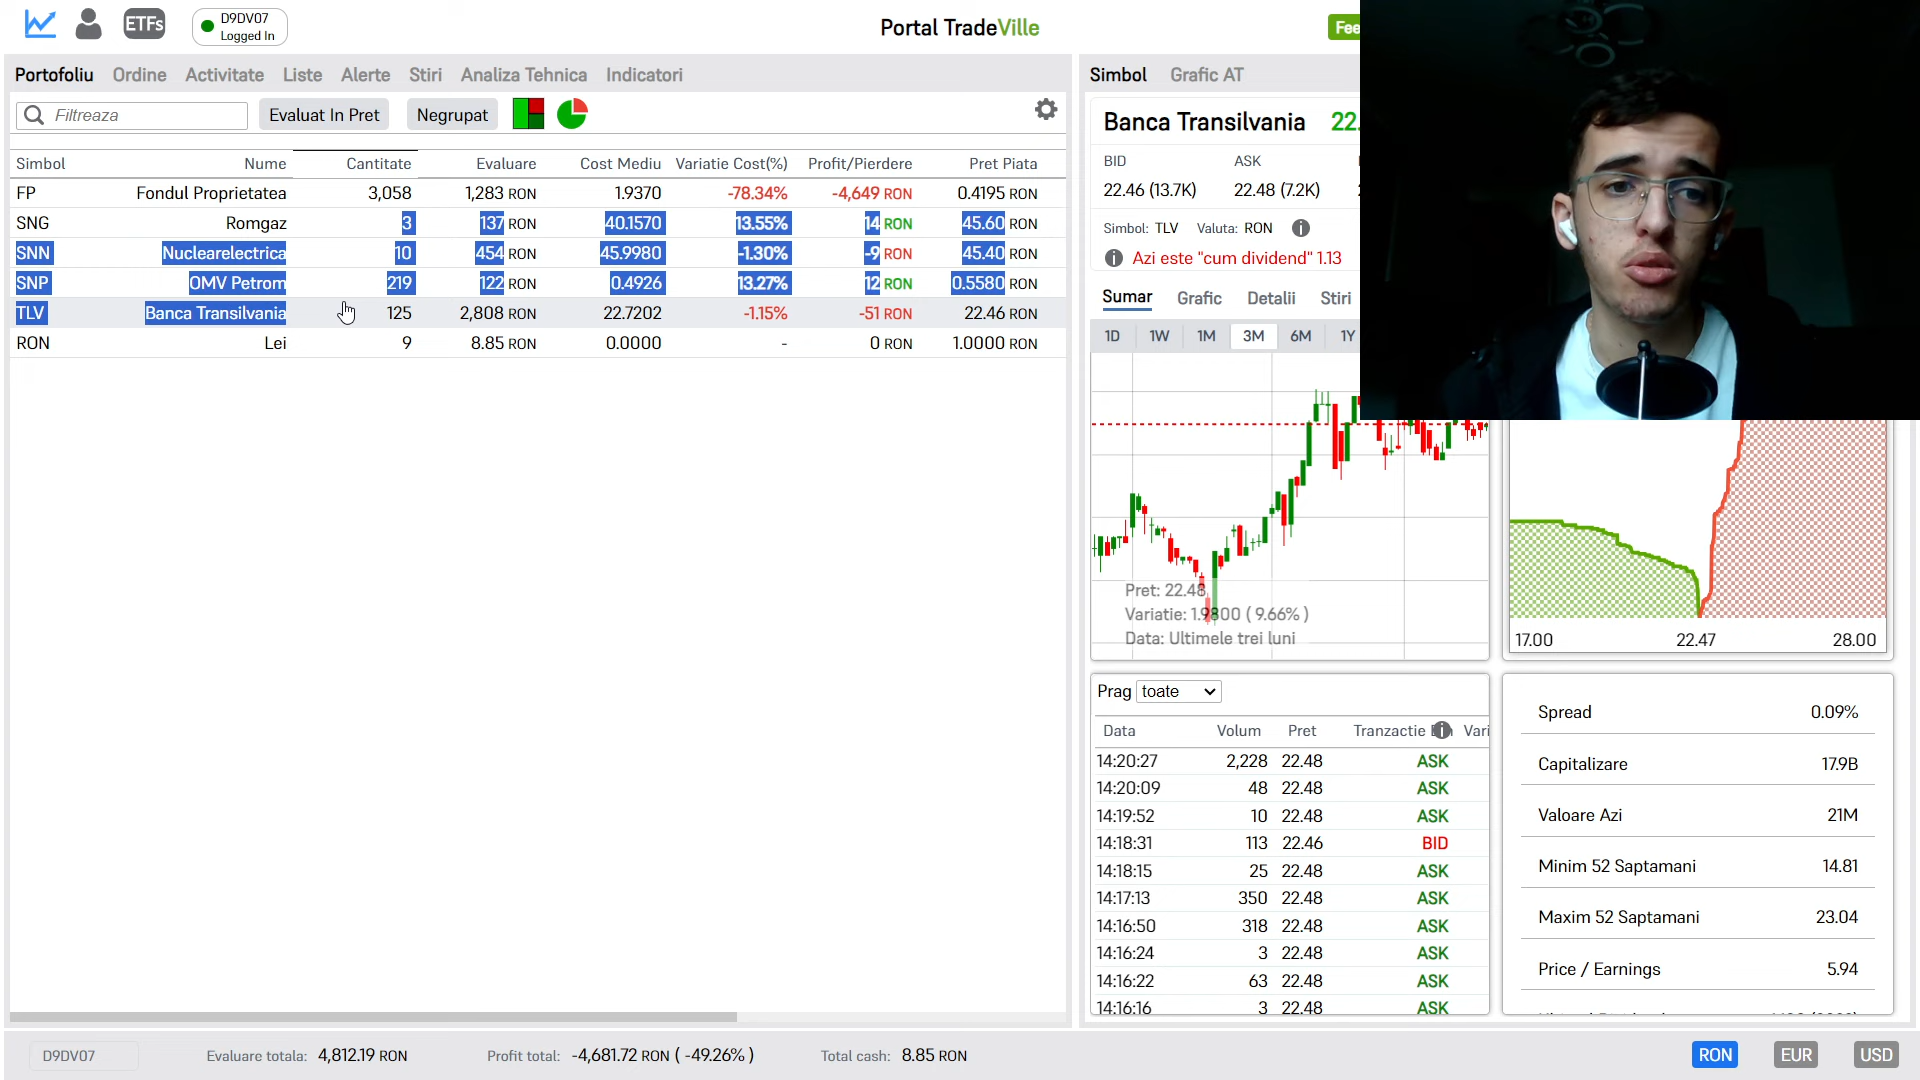 ETFs
D9DV07
Logged In
Portal TradeVille
Portofoliu Ordine Activitate Liste Alerte Stiri Analiza Tehnica Indicatori
Filtreaza Evaluat In Pret Negrupat
Simbol Nume Cantitate Evaluare Cost Mediu Variatie Cost(%) Profit/Pierdere Pret Piata
FP Fondul Proprietatea 3,058 1,283 RON 1.9370 -78.34% -4,649 RON 0.4195 RON
SNG Romgaz 3 137 RON 40.1570 13.55% 14 RON 45.60 RON
SNN Nuclearelectrica 10 454 RON 45.9980 -1.30% -9 RON 45.40 RON
SNP OMV Petrom 219 122 RON 0.4926 13.27% 12 RON 0.5580 RON
TLV Banca Transilvania 125 2,808 RON 22.7202 -1.15% -51 RON 22.46 RON
RON Lei 9 8.85 RON 0.0000 - 0 RON 1.0000 RON
Simbol Grafic AT
Banca Transilvania 22.
BID ASK
22.46 (13.7K) 22.48 (7.2K)
Simbol: TLV Valuta: RON
Azi este "cum dividend" 1.13
Sumar Grafic Detalii Stiri
1D 1W 1M 3M 6M 1Y
Pret: 22.48
Variatie: 1.9800 ( 9.66% )
Data: Ultimele trei luni
17.00 22.47 28.00
Prag toate
Data Volum Pret Tranzactie Vari
14:20:27 2,228 22.48 ASK
14:20:09 48 22.48 ASK
14:19:52 10 22.48 ASK
14:18:31 113 22.46 BID
14:18:15 25 22.48 ASK
14:17:13 350 22.48 ASK
14:16:50 318 22.48 ASK
14:16:24 3 22.48 ASK
14:16:22 63 22.48 ASK
14:16:16 3 22.48 ASK
Spread 0.09%
Capitalizare 17.9B
Valoare Azi 21M
Minim 52 Saptamani 14.81
Maxim 52 Saptamani 23.04
Price / Earnings 5.94
D9DV07 Evaluare totala: 4,812.19 RON Profit total: -4,681.72 RON ( -49.26% ) Total cash: 8.85 RON
RON EUR USD